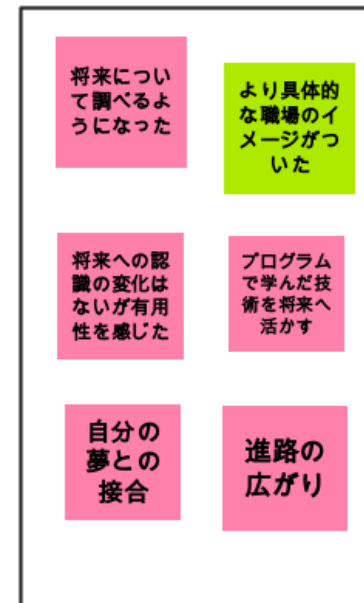 将来につい
て調べるよ
うになった
より具体的
な職場のイ
メージがつ
いた
将来への認
識の変化は
ないが有用
性を感じた
プログラム
で学んだ技
術を将来へ
活かす
自分の
夢との
接合
進路の
広がり